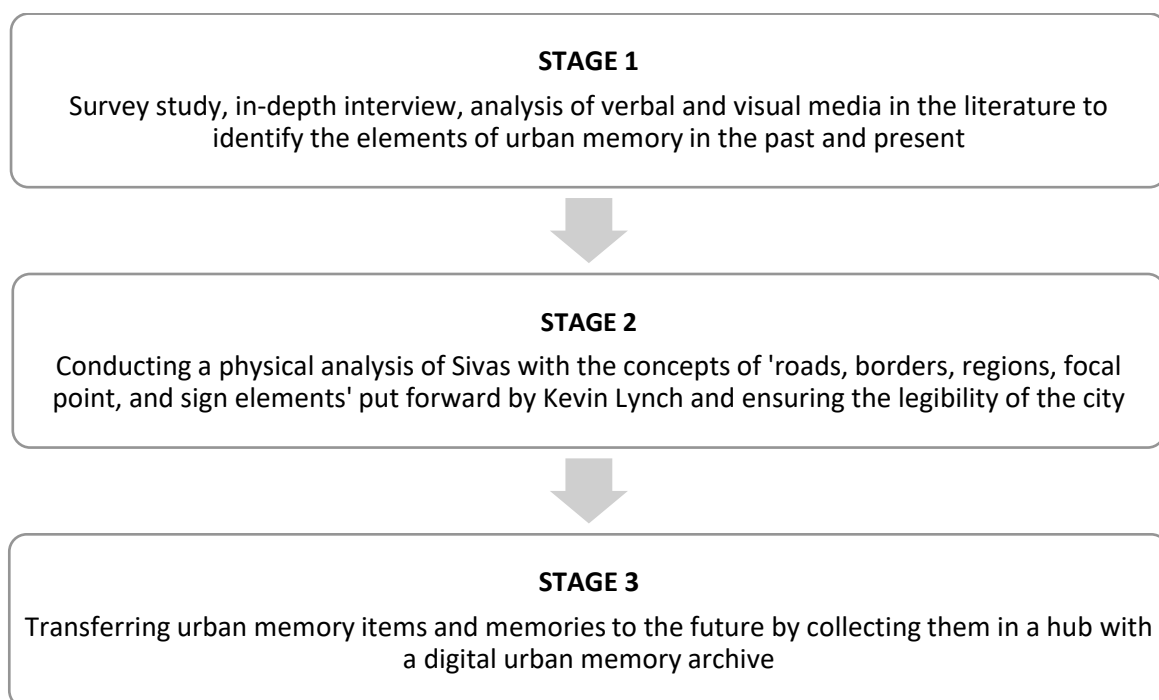 STAGE 1
Survey study, in-depth interview, analysis of verbal and visual media in the literature to
identify the elements of urban memory in the past and present
STAGE 2
Conducting a physical analysis of Sivas with the concepts of 'roads, borders, regions, focal
point, and sign elements' put forward by Kevin Lynch and ensuring the legibility of the city
STAGE 3
Transferring urban memory items and memories to the future by collecting them in a hub with
a digital urban memory archive